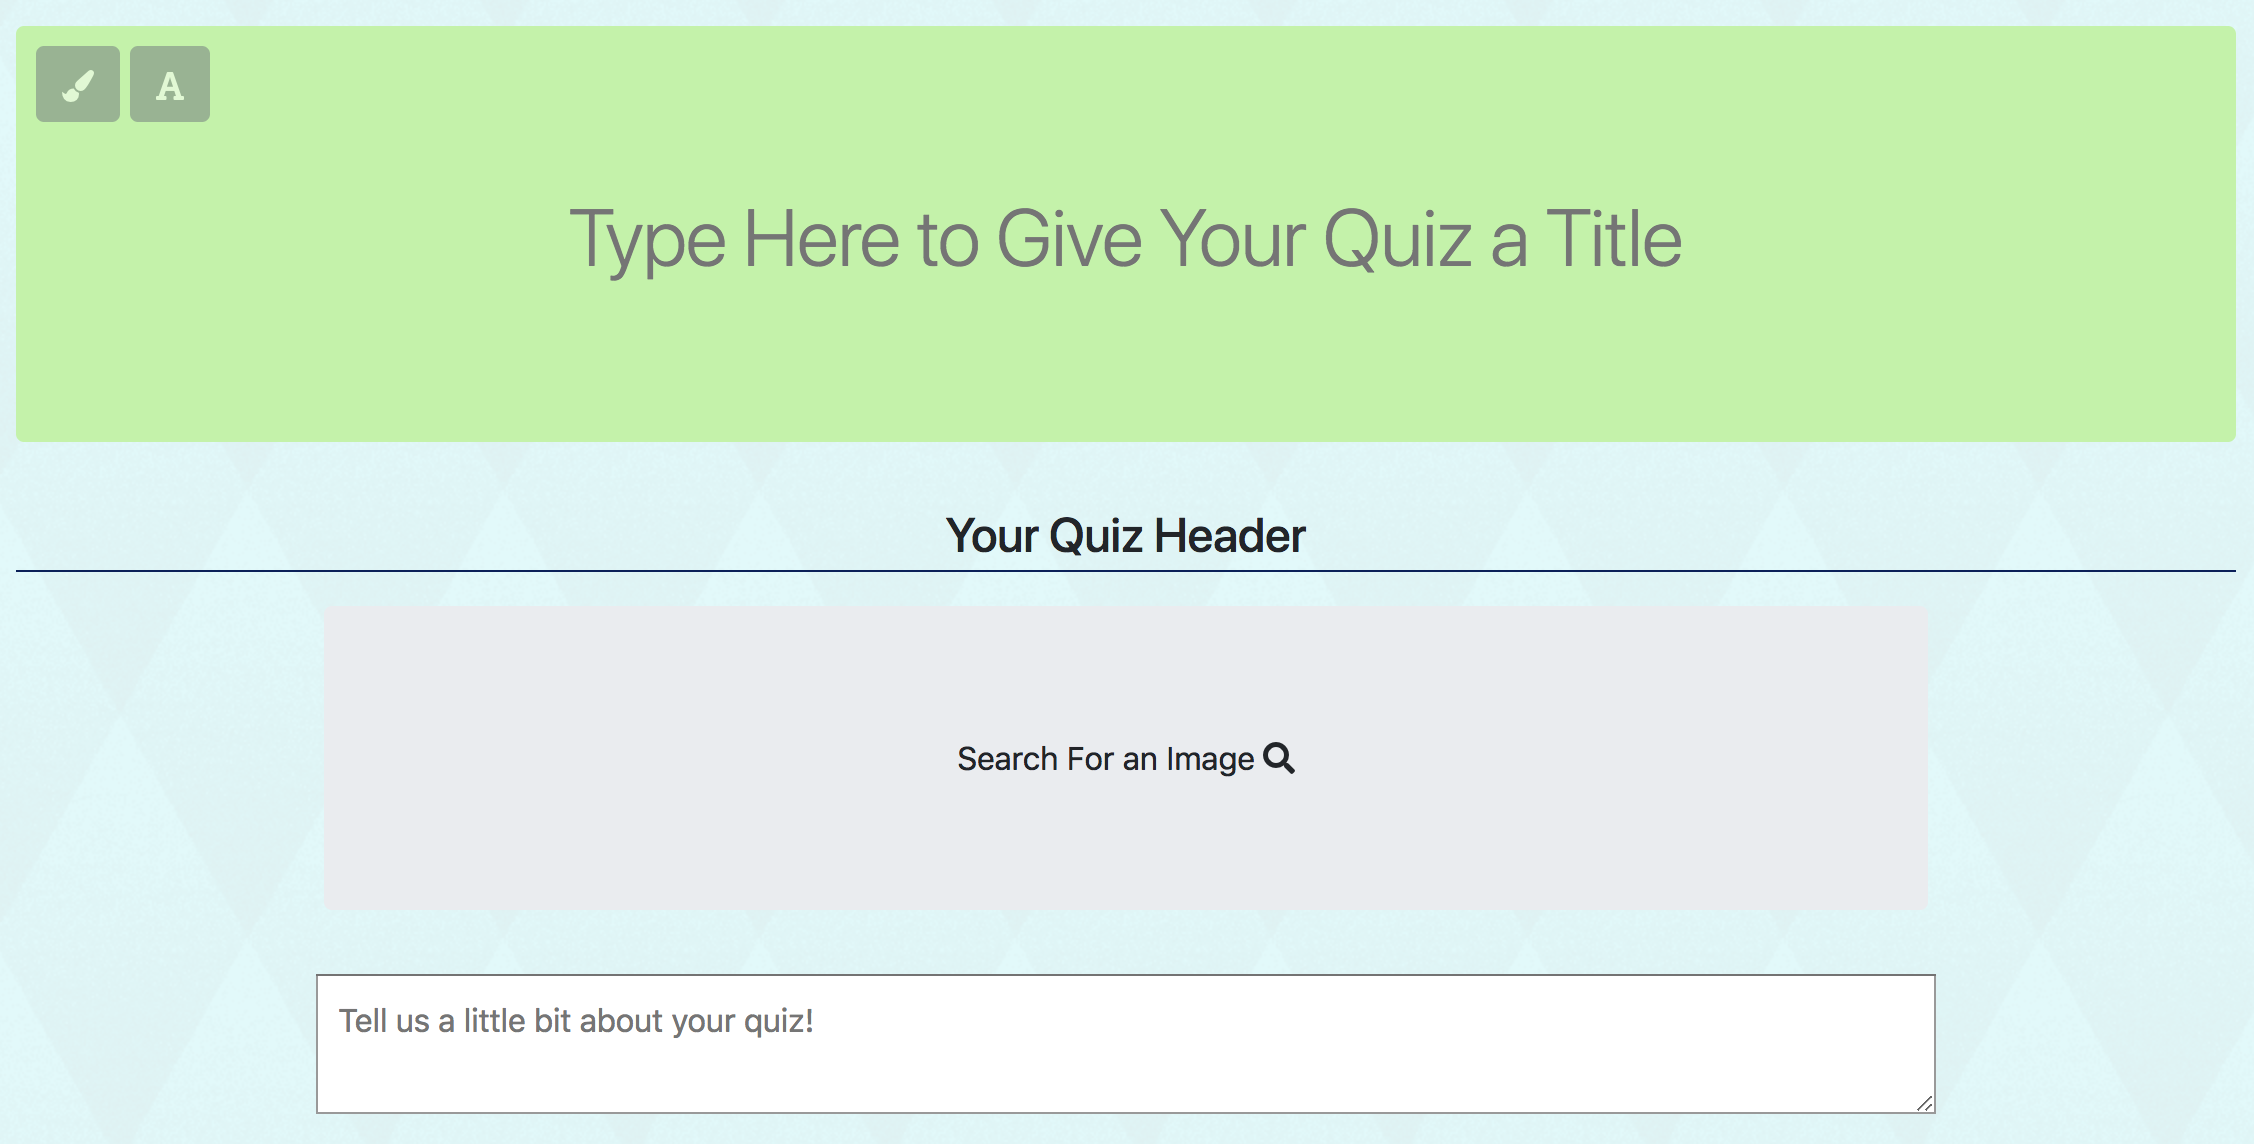 A
Type Here to Give Your Quiz a Title
Your Quiz Header
Search For an Image
Tell us a little bit about your quiz!